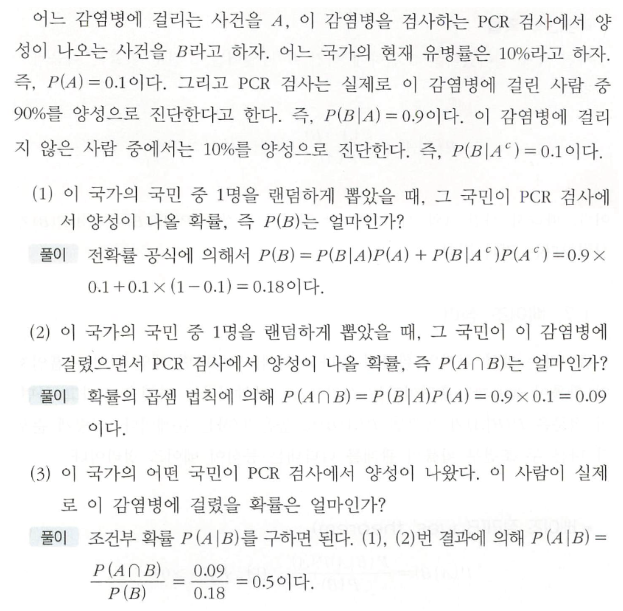 어느 감염병에 걸리는 사건을 A, 이 감염병을 검사하는 PCR 검사에서 양
성이 나오는 사건을 B라고 하자. 어느 국가의 현재 유병률은 10%라고 하자.
즉, P(A)=0.1이다. 그리고 PCR 검사는 실제로 이 감염병에 걸린 사람 중
90%를 양성으로 진단한다고 한다. 즉, P(B|A)=0.9이다. 이 감염병에 걸리
지 않은 사람 중에서는 10%를 양성으로 진단한다. 즉, P(B|Aᶜ)=0.1이다.
(1) 이 국가의 국민 중 1명을 랜덤하게 뽑았을 때, 그 국민이 PCR 검사에
서 양성이 나올 확률, 즉 P(B)는 얼마인가?
풀이 전확률 공식에 의해서 P(B)=P(B|A)P(A)+P(B|Aᶜ)P(Aᶜ)=0.9×
0.1+0.1×(1-0.1)=0.18이다.
(2) 이 국가의 국민 중 1명을 랜덤하게 뽑았을 때, 그 국민이 이 감염병에
걸렸으면서 PCR 검사에서 양성이 나올 확률, 즉 P(A∩B)는 얼마인가?
풀이 확률의 곱셈 법칙에 의해 P(A∩B)=P(B|A)P(A)=0.9×0.1=0.09
이다.
(3) 이 국가의 어떤 국민이 PCR 검사에서 양성이 나왔다. 이 사람이 실제
로 이 감염병에 걸렸을 확률은 얼마인가?
풀이 조건부 확률 P(A|B)를 구하면 된다. (1), (2)번 결과에 의해 P(A|B)=
P(A∩B)/P(B)=0.09/0.18=0.5이다.